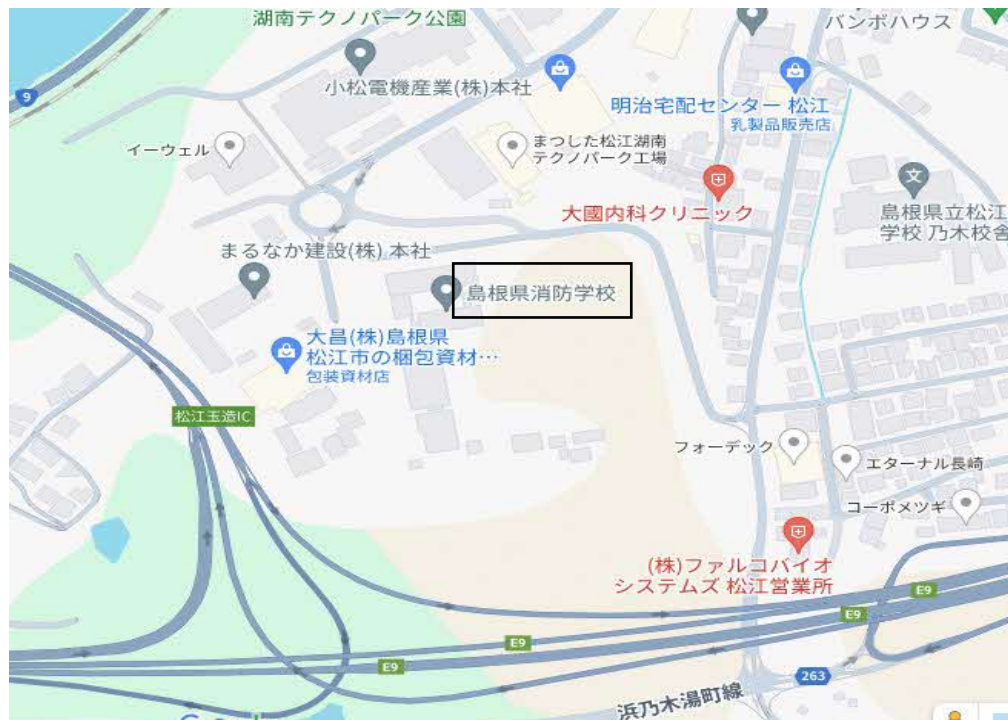 湖南テクノパーク公園
バンボハウス
小松電機産業(株)本社
9
明治宅配センター 松江
乳製品販売店
イーウェル
まつした松江湖南
テクノパーク工場
大國内科クリニック
島根県立松江
学校 乃木校舎
まるなか建設(株) 本社
島根県消防学校
大昌(株)島根県
松江市の梱包資材…
包装資材店
松江玉造IC
フォーデック
エターナル長崎
コーポメツギ
(株)ファルコバイオ
システムズ 松江営業所
E9
E9
E9
E9
263
浜乃木湯町線